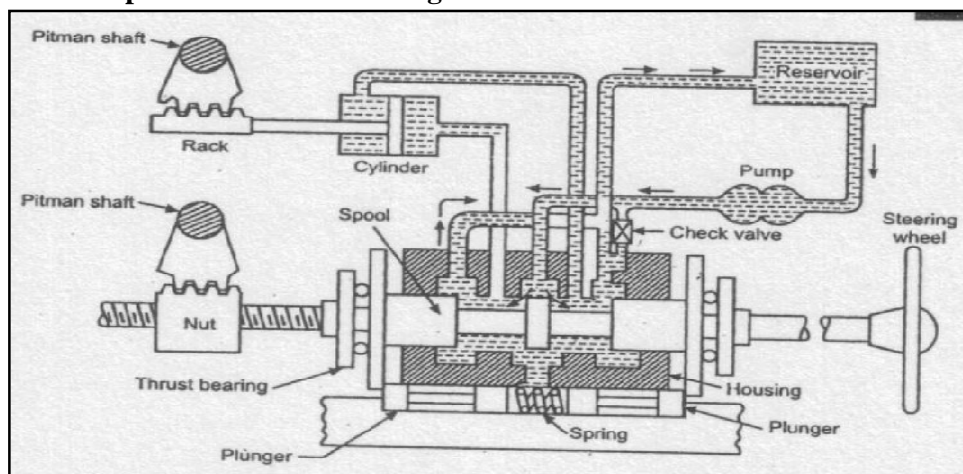 Pitman shaft
Reservoir
Rack
Cylinder
Pump
Pitman shaft
Spool
Check valve
Steering
wheel
Nut
Thrust bearing
Housing
Spring
Plunger
Plunger